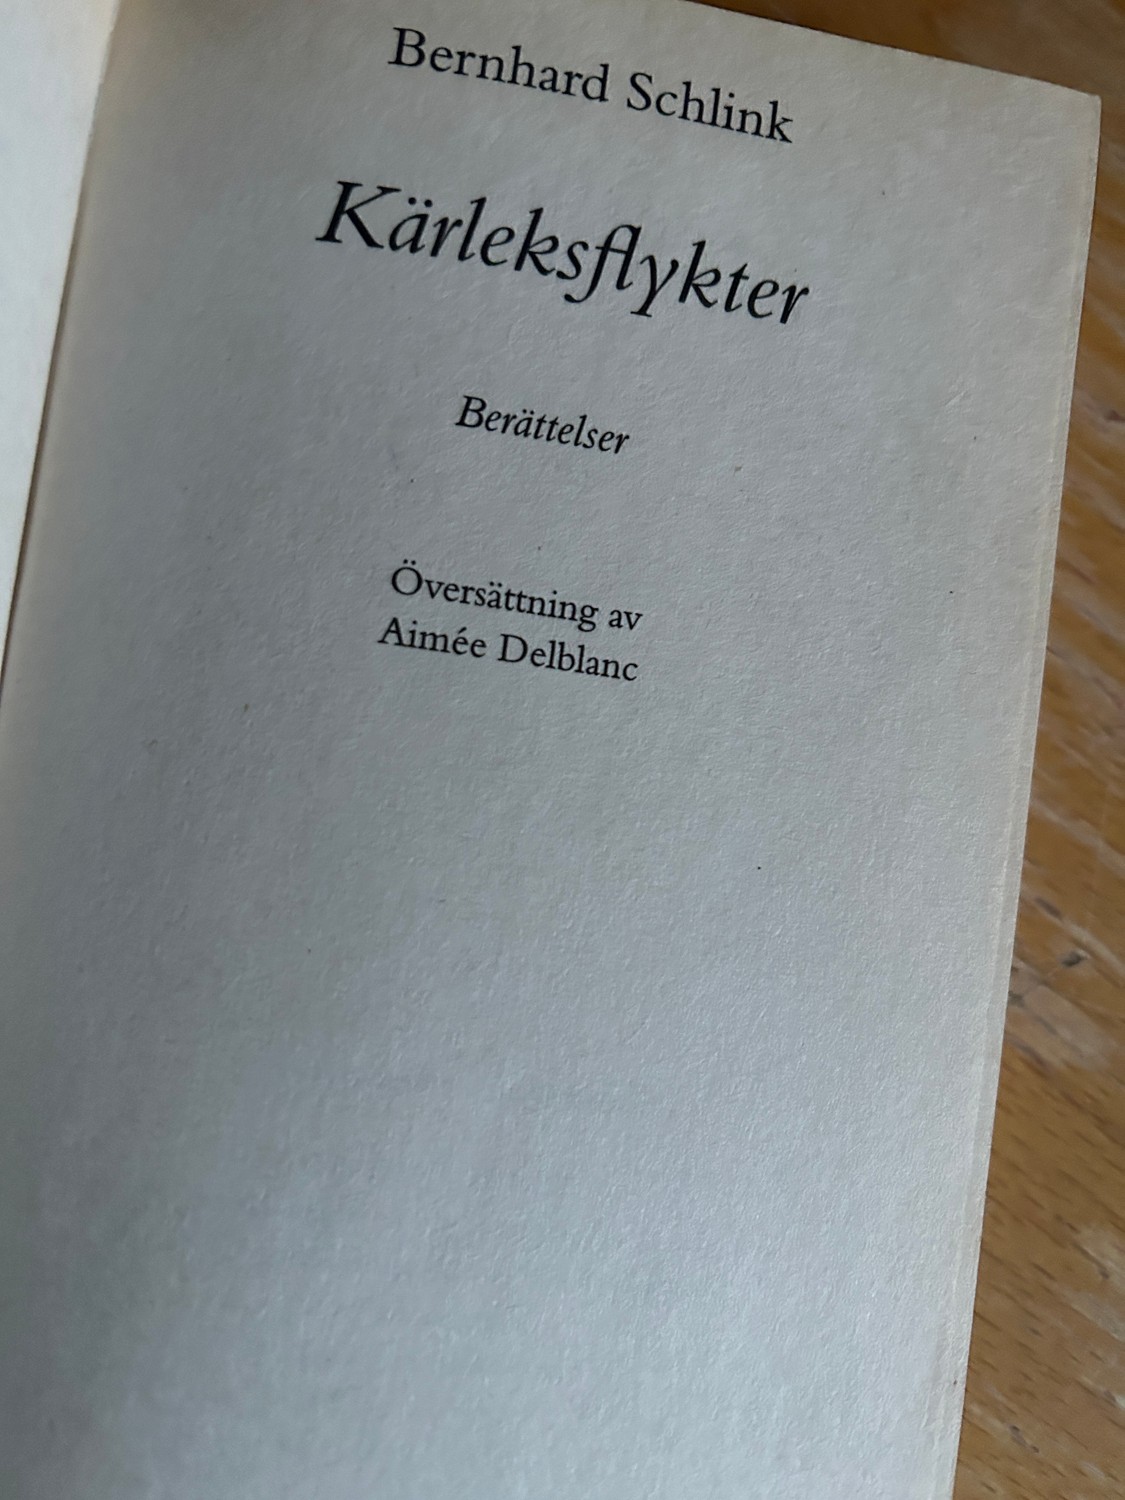 Bernhard Schlink
Kärleksflykter
Berättelser
Översättning av
Aimée Delblanc